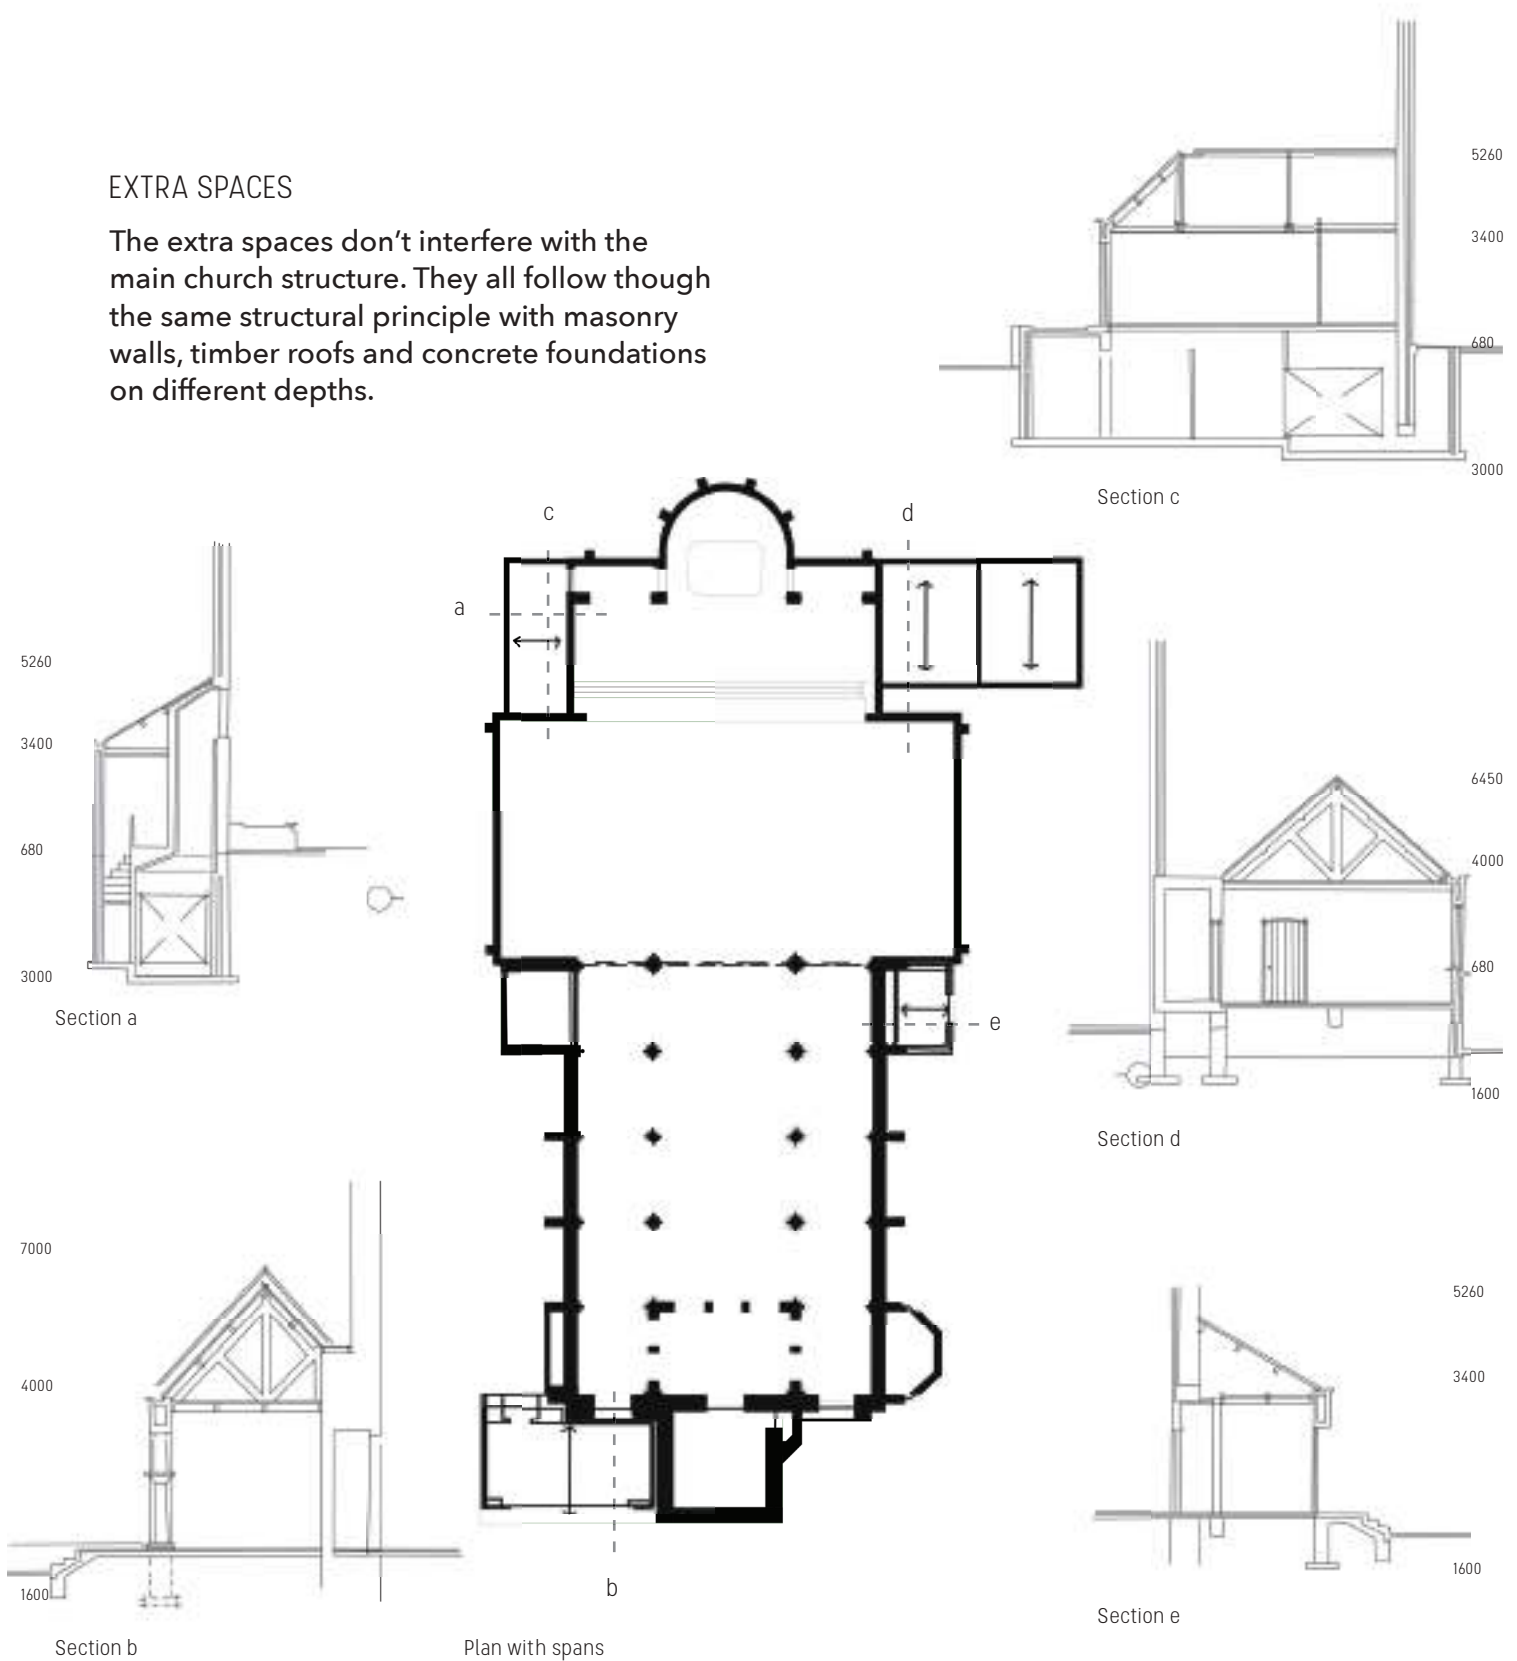 EXTRA SPACES
The extra spaces don't interfere with the
main church structure. They all follow though
the same structural principle with masonry
walls, timber roofs and concrete foundations
on different depths.
5260
3400
680
3000
Section c
c
d
a
5260
3400
680
3000
Section a
6450
4000
680
1600
Section d
e
7000
4000
1600
Section b
b
Plan with spans
5260
3400
1600
Section e